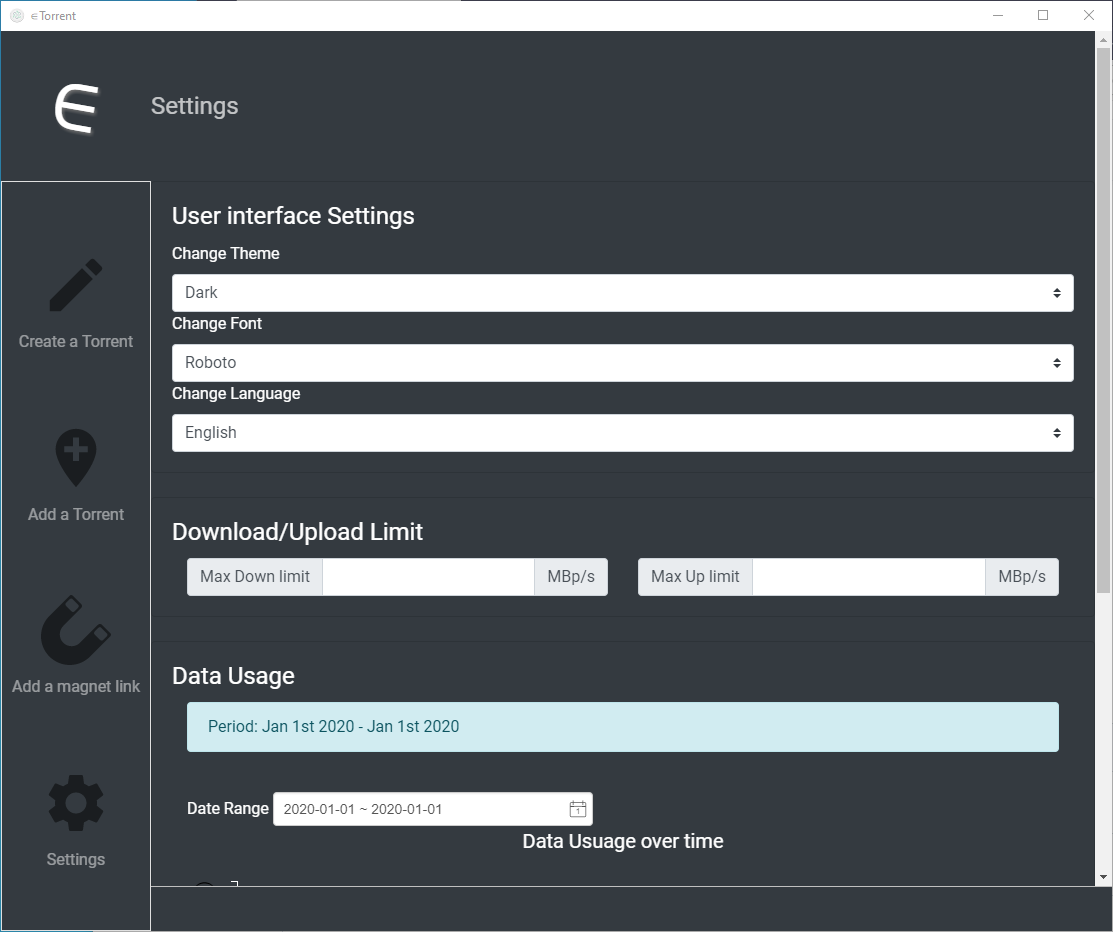 ∈Torrent
∈
Settings
Create a Torrent
Add a Torrent
Add a magnet link
Settings
User interface Settings
Change Theme
Dark
Change Font
Roboto
Change Language
English
Download/Upload Limit
Max Down limit MBp/s Max Up limit MBp/s
Data Usage
Period: Jan 1st 2020 - Jan 1st 2020
Date Range 2020-01-01 ~ 2020-01-01
Data Usuage over time